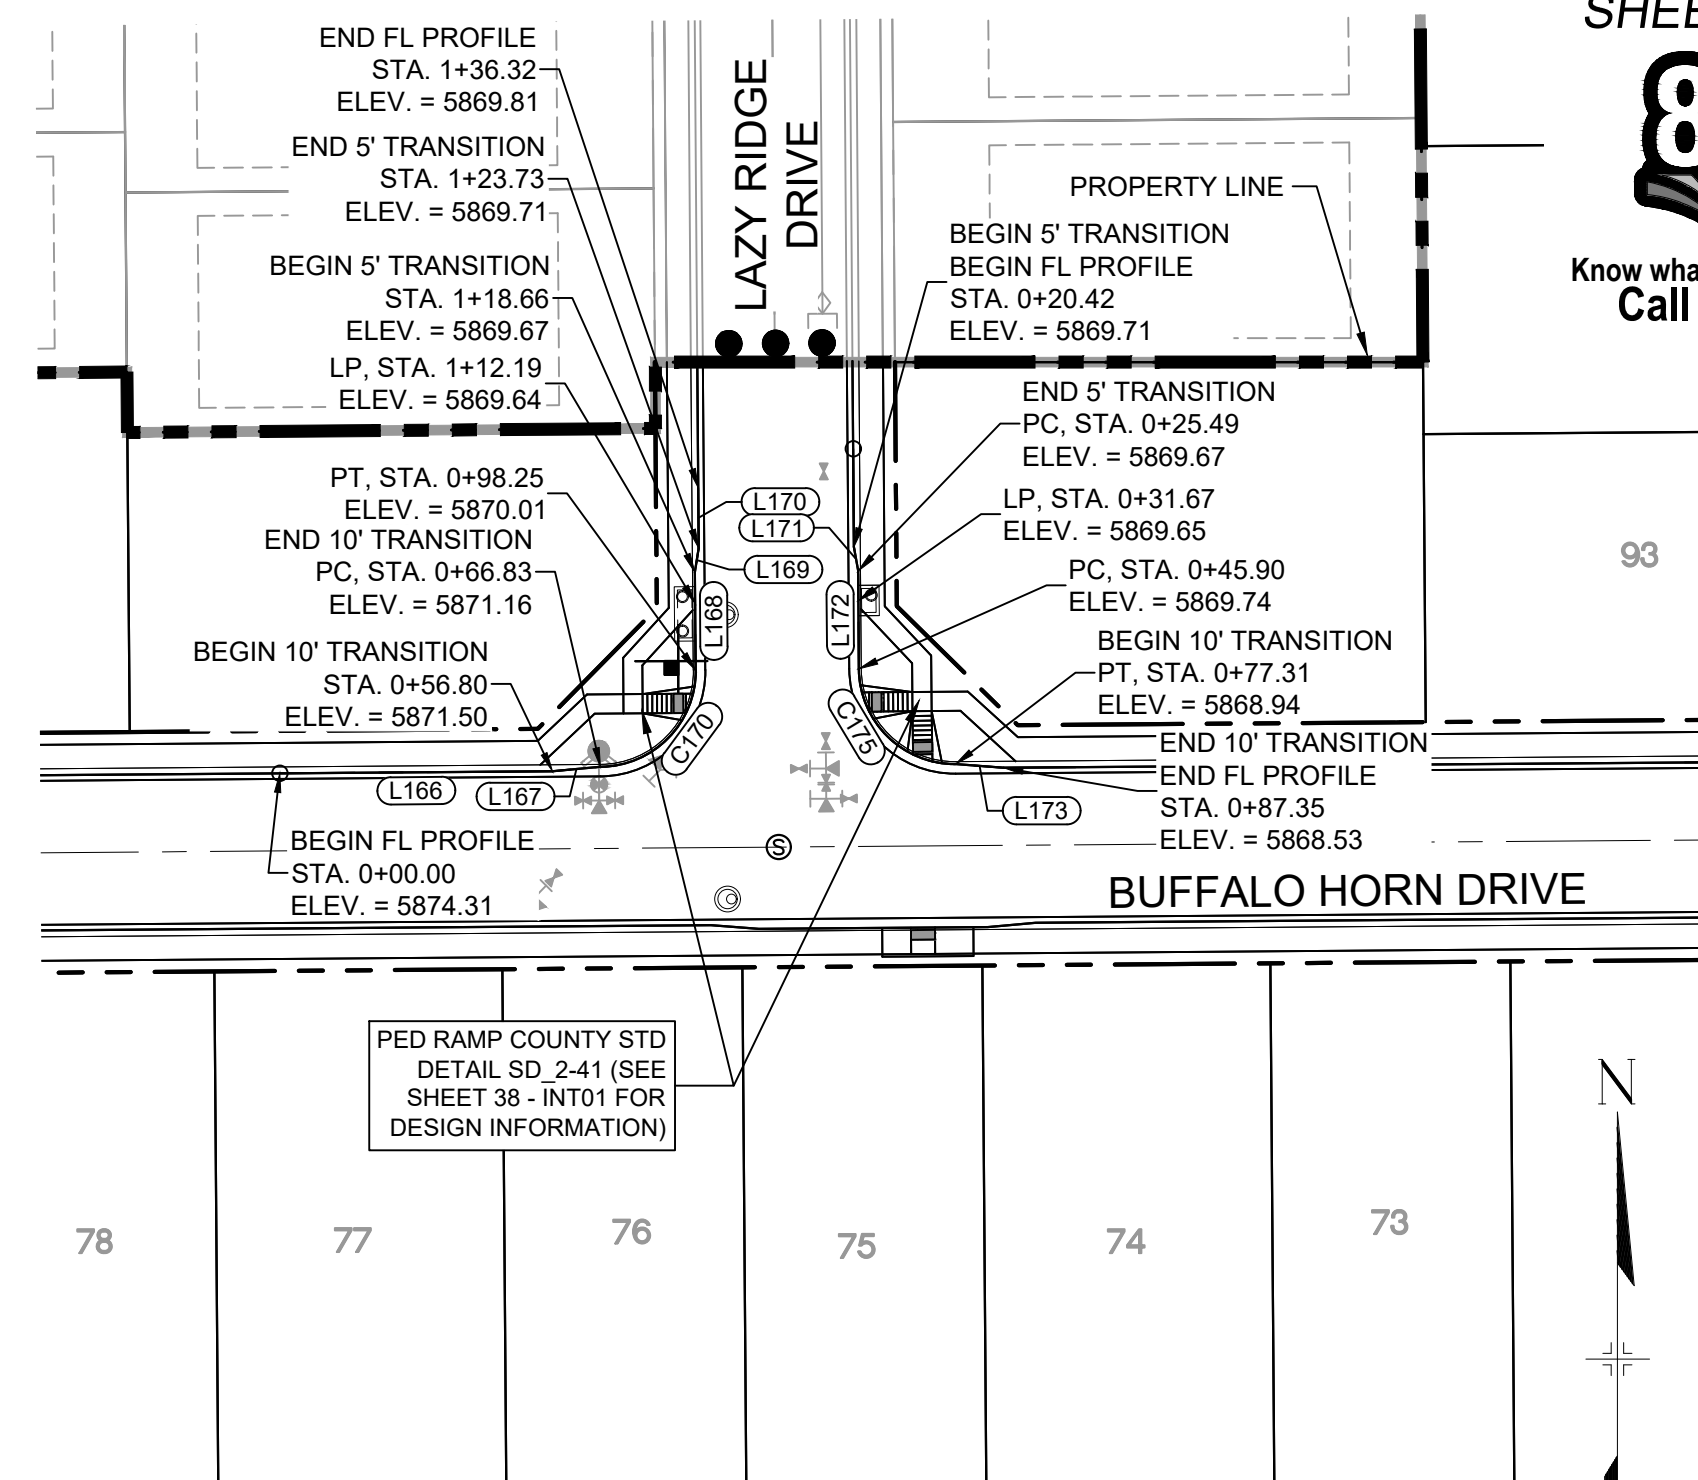 SHEE
END FL PROFILE
STA. 1+36.32
ELEV. = 5869.81
END 5' TRANSITION
STA. 1+23.73
ELEV. = 5869.71
BEGIN 5' TRANSITION
STA. 1+18.66
ELEV. = 5869.67
LP, STA. 1+12.19
ELEV. = 5869.64
PT, STA. 0+98.25
ELEV. = 5870.01
END 10' TRANSITION
PC, STA. 0+66.83
ELEV. = 5871.16
BEGIN 10' TRANSITION
STA. 0+56.80
ELEV. = 5871.50
BEGIN FL PROFILE
STA. 0+00.00
ELEV. = 5874.31
LAZY RIDGE
DRIVE
PROPERTY LINE
BEGIN 5' TRANSITION
BEGIN FL PROFILE
STA. 0+20.42
ELEV. = 5869.71
END 5' TRANSITION
PC, STA. 0+25.49
ELEV. = 5869.67
LP, STA. 0+31.67
ELEV. = 5869.65
PC, STA. 0+45.90
ELEV. = 5869.74
BEGIN 10' TRANSITION
PT, STA. 0+77.31
ELEV. = 5868.94
END 10' TRANSITION
END FL PROFILE
STA. 0+87.35
ELEV. = 5868.53
L170
L171
L169
L168
L172
C170
C175
L166
L167
L173
S
BUFFALO HORN DRIVE
PED RAMP COUNTY STD
DETAIL SD_2-41 (SEE
SHEET 38 - INT01 FOR
DESIGN INFORMATION)
8
Know wha
Call
93
N
78
77
76
75
74
73